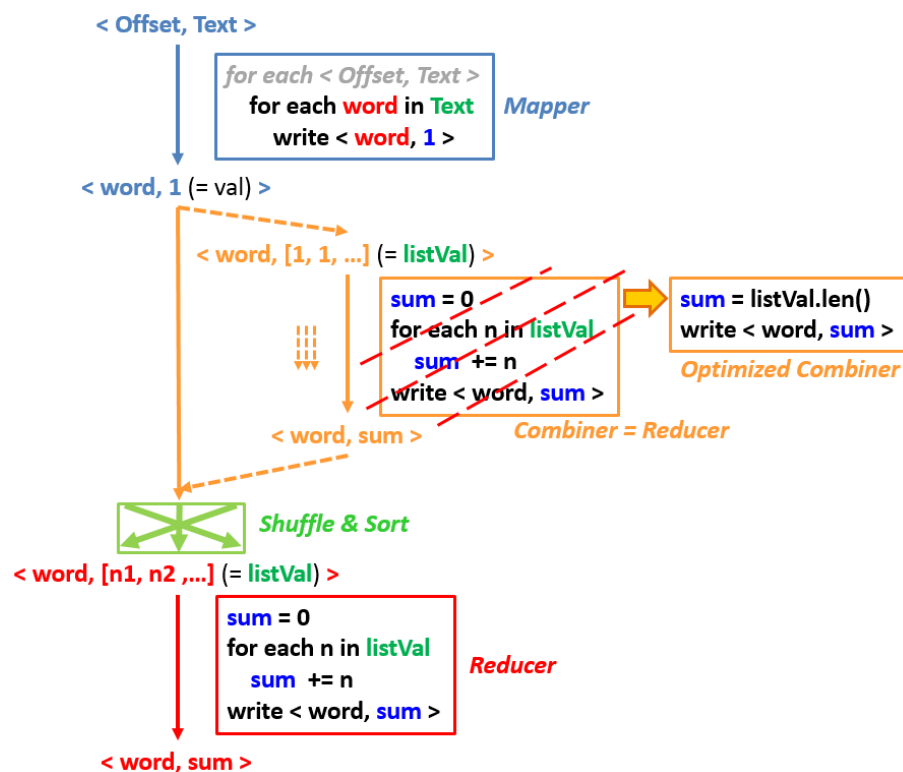 < Offset, Text >
for each < Offset, Text >
for each word in Text
write < word, 1 >
Mapper
< word, 1 (= val) >
< word, [1, 1, ...] (= listVal) >
sum = 0
for each n in listVal
sum += n
write < word, sum >
Combiner = Reducer
sum = listVal.len()
write < word, sum >
Optimized Combiner
< word, sum >
Shuffle & Sort
< word, [n1, n2 ,...] (= listVal) >
sum = 0
for each n in listVal
sum += n
write < word, sum >
Reducer
< word, sum >